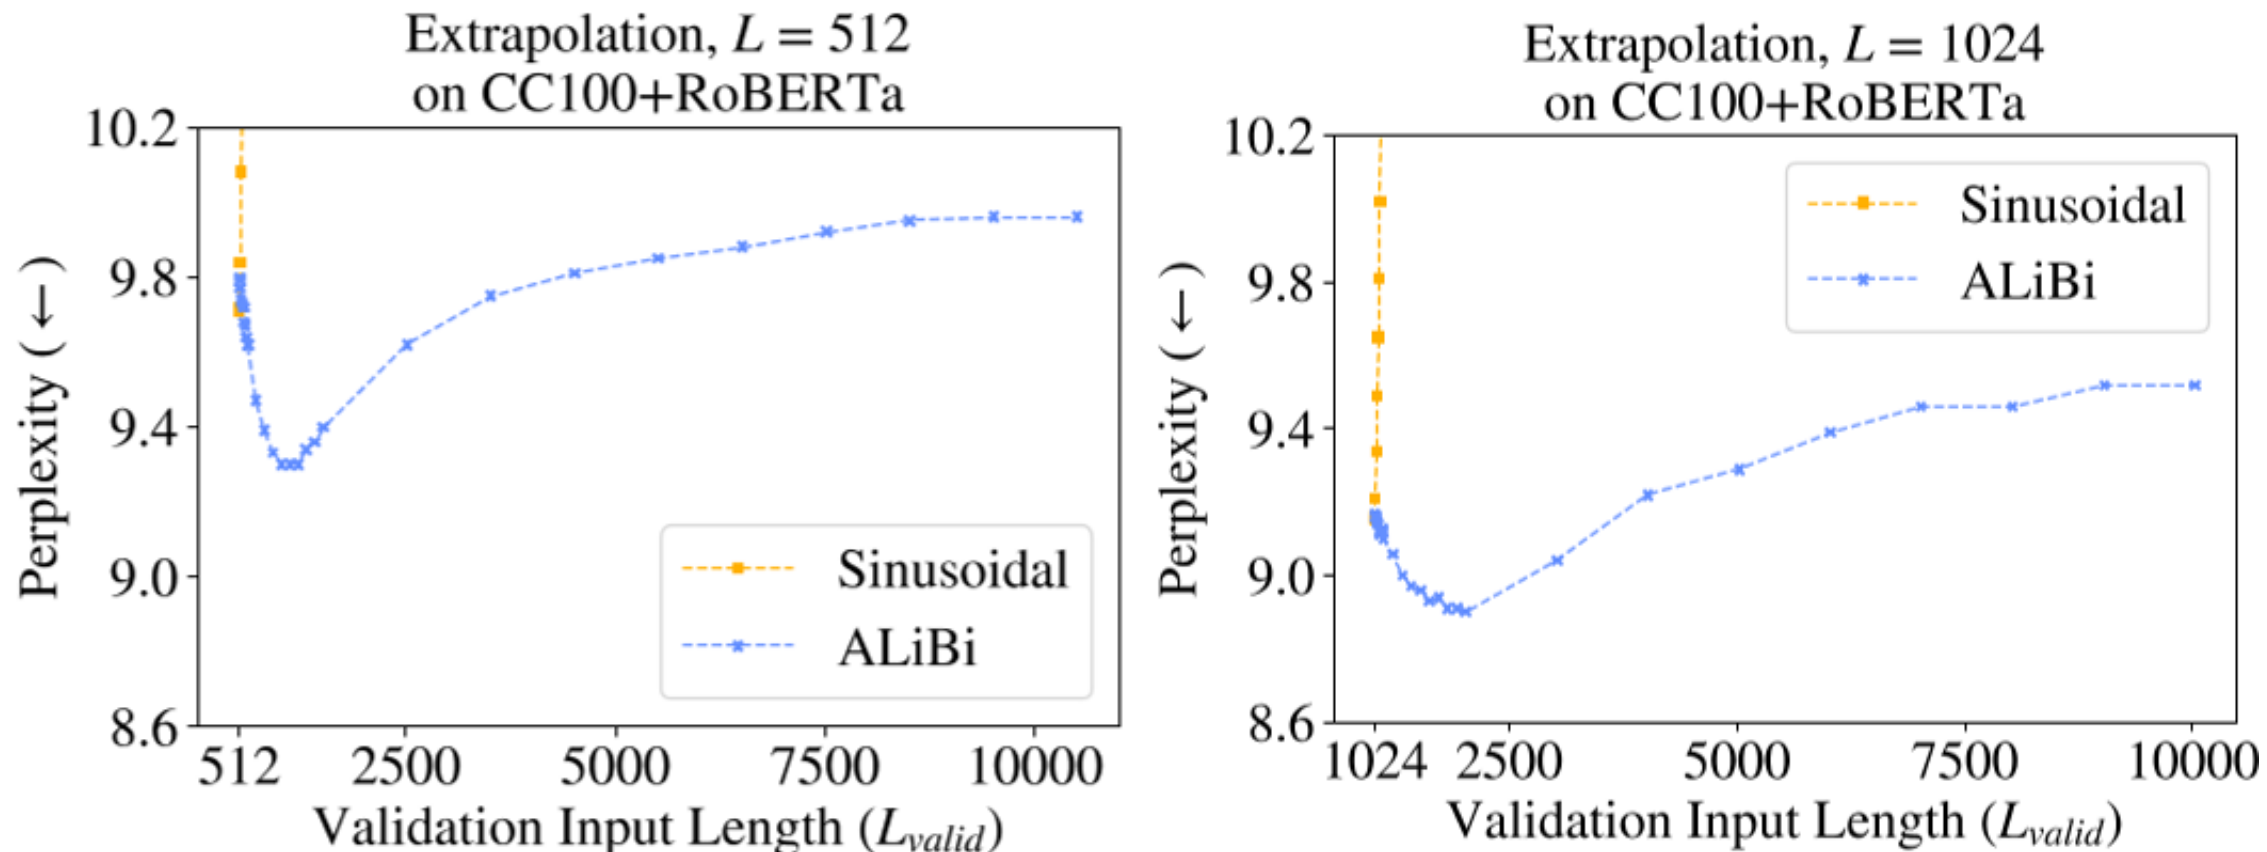 Extrapolation, L = 512
on CC100+RoBERTa
10.2
9.8
9.4
9.0
8.6
Perplexity (←)
Sinusoidal
ALiBi
512 2500 5000 7500 10000
Validation Input Length (Lvalid)
Extrapolation, L = 1024
on CC100+RoBERTa
10.2
9.8
9.4
9.0
8.6
Perplexity (←)
Sinusoidal
ALiBi
1024 2500 5000 7500 10000
Validation Input Length (Lvalid)